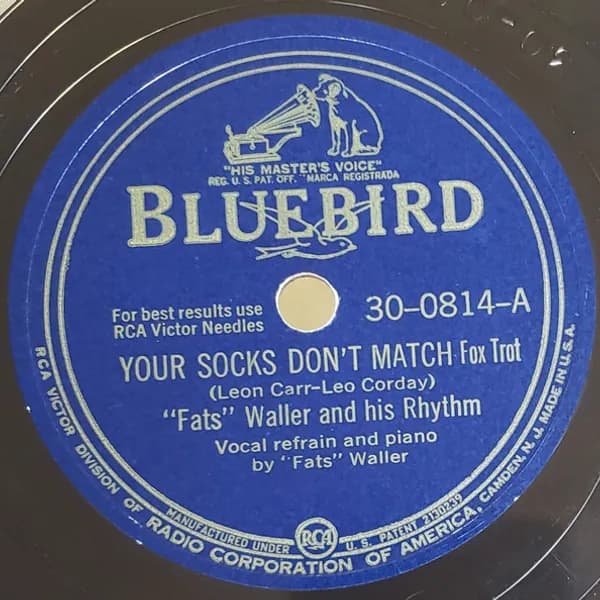 "HIS MASTER'S VOICE"
REG. U. S. PAT. OFF. MARCA REGISTRADA
BLUEBIRD
For best results use
RCA Victor Needles
30-0814-A
YOUR SOCKS DON'T MATCH Fox Trot
(Leon Carr-Leo Corday)
"Fats" Waller and his Rhythm
Vocal refrain and piano
by "Fats" Waller
MANUFACTURED UNDER RCA U. S. PATENT 2130239
RCA VICTOR DIVISION OF RADIO CORPORATION OF AMERICA, CAMDEN, N. J. MADE IN U.S.A.